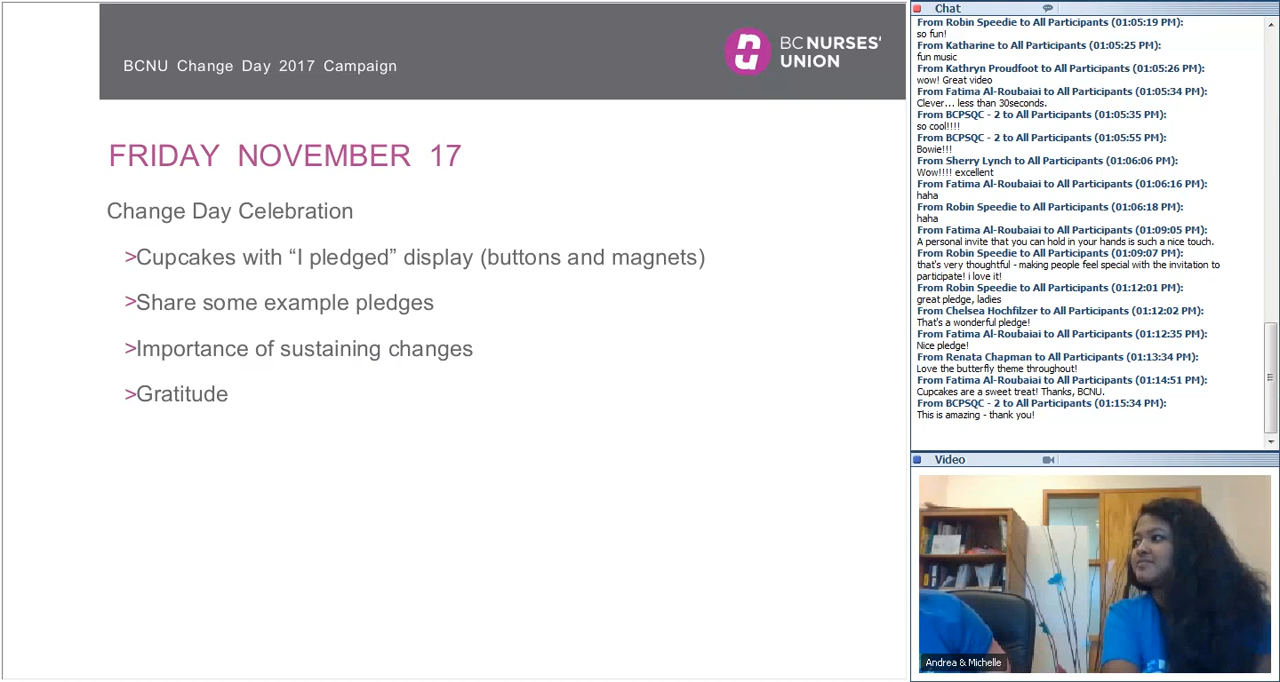 BCNU Change Day 2017 Campaign
BC NURSES'
UNION
FRIDAY NOVEMBER 17
Change Day Celebration
>Cupcakes with “I pledged” display (buttons and magnets)
>Share some example pledges
>Importance of sustaining changes
>Gratitude
Chat
From Robin Speedie to All Participants (01:05:19 PM):
so fun!
From Katharine to All Participants (01:05:25 PM):
fun music
From Kathryn Proudfoot to All Participants (01:05:26 PM):
wow! Great video
From Fatima Al-Roubaiai to All Participants (01:05:34 PM):
Clever... less than 30seconds.
From BCPSQC - 2 to All Participants (01:05:35 PM):
so cool!!!!
From BCPSQC - 2 to All Participants (01:05:55 PM):
Bowie!!!
From Sherry Lynch to All Participants (01:06:06 PM):
Wow!!!! excellent
From Fatima Al-Roubaiai to All Participants (01:06:16 PM):
haha
From Robin Speedie to All Participants (01:06:18 PM):
haha
From Fatima Al-Roubaiai to All Participants (01:09:05 PM):
A personal invite that you can hold in your hands is such a nice touch.
From Robin Speedie to All Participants (01:09:07 PM):
that's very thoughtful - making people feel special with the invitation to
participate! i love it!
From Robin Speedie to All Participants (01:12:01 PM):
great pledge, ladies
From Chelsea Hochfilzer to All Participants (01:12:02 PM):
That's a wonderful pledge!
From Fatima Al-Roubaiai to All Participants (01:12:35 PM):
Nice pledge!
From Renata Chapman to All Participants (01:13:34 PM):
Love the butterfly theme throughout!
From Fatima Al-Roubaiai to All Participants (01:14:51 PM):
Cupcakes are a sweet treat! Thanks, BCNU.
From BCPSQC - 2 to All Participants (01:15:34 PM):
This is amazing - thank you!
Video
Andrea & Michelle